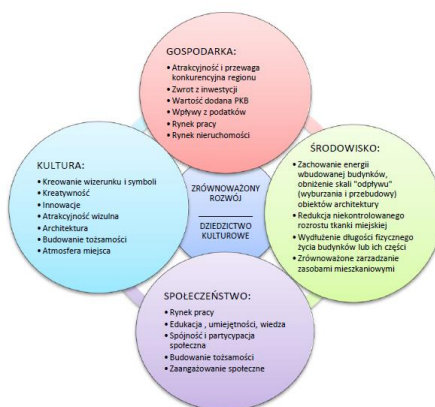 GOSPODARKA:
• Atrakcyjność i przewaga
konkurencyjna regionu
• Zwrot z inwestycji
• Wartość dodana PKB
• Wpływy z podatków
• Rynek pracy
• Rynek nieruchomości
KULTURA:
• Kreowanie wizerunku i symboli
• Kreatywność
• Innowacje
• Atrakcyjność wizualna
• Architektura
• Budowanie tożsamości
• Atmosfera miejsca
ZRÓWNOWAŻONY
ROZWÓJ
DZIEDZICTWO
KULTUROWE
ŚRODOWISKO:
• Zachowanie energii
wbudowanej budynków,
obniżenie skali "odpływu"
(wyburzania i przebudowy)
obiektów architektury
• Redukcja niekontrolowanego
rozrostu tkanki miejskiej
• Wydłużenie długości fizycznego
życia budynków lub ich części
• Zrównoważone zarządzanie
zasobami mieszkaniowymi
SPOŁECZEŃSTWO:
• Rynek pracy
• Edukacja , umiejętności, wiedza
• Spójność i partycypacja
społeczna
• Budowanie tożsamości
• Zaangażowanie społeczne